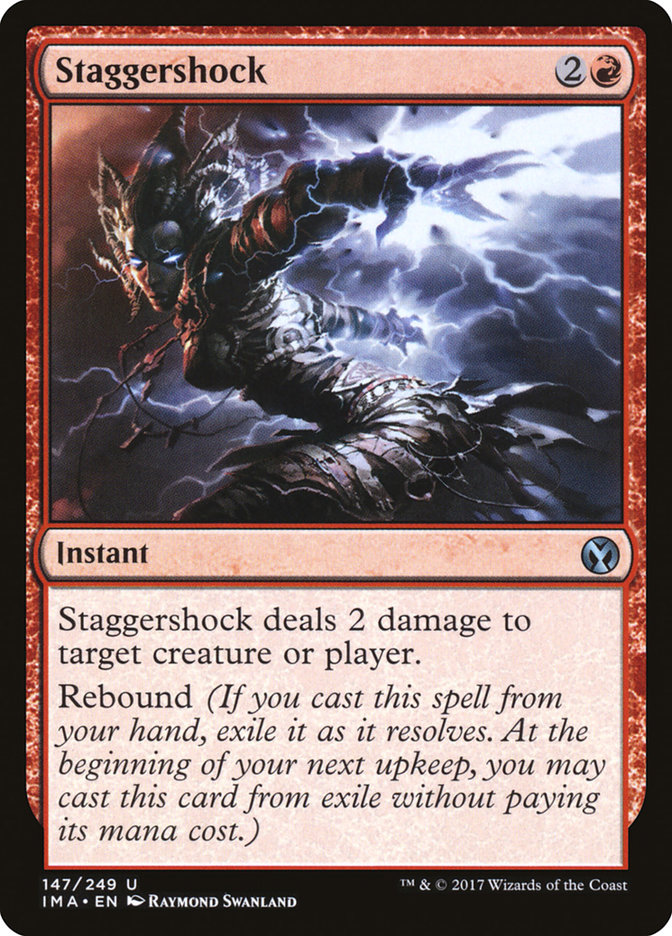 Staggershock 2
Instant
Staggershock deals 2 damage to
target creature or player.
Rebound (If you cast this spell from
your hand, exile it as it resolves. At the
beginning of your next upkeep, you may
cast this card from exile without paying
its mana cost.)
147/249 U
™ & © 2017 Wizards of the Coast
IMA • EN Raymond Swanland